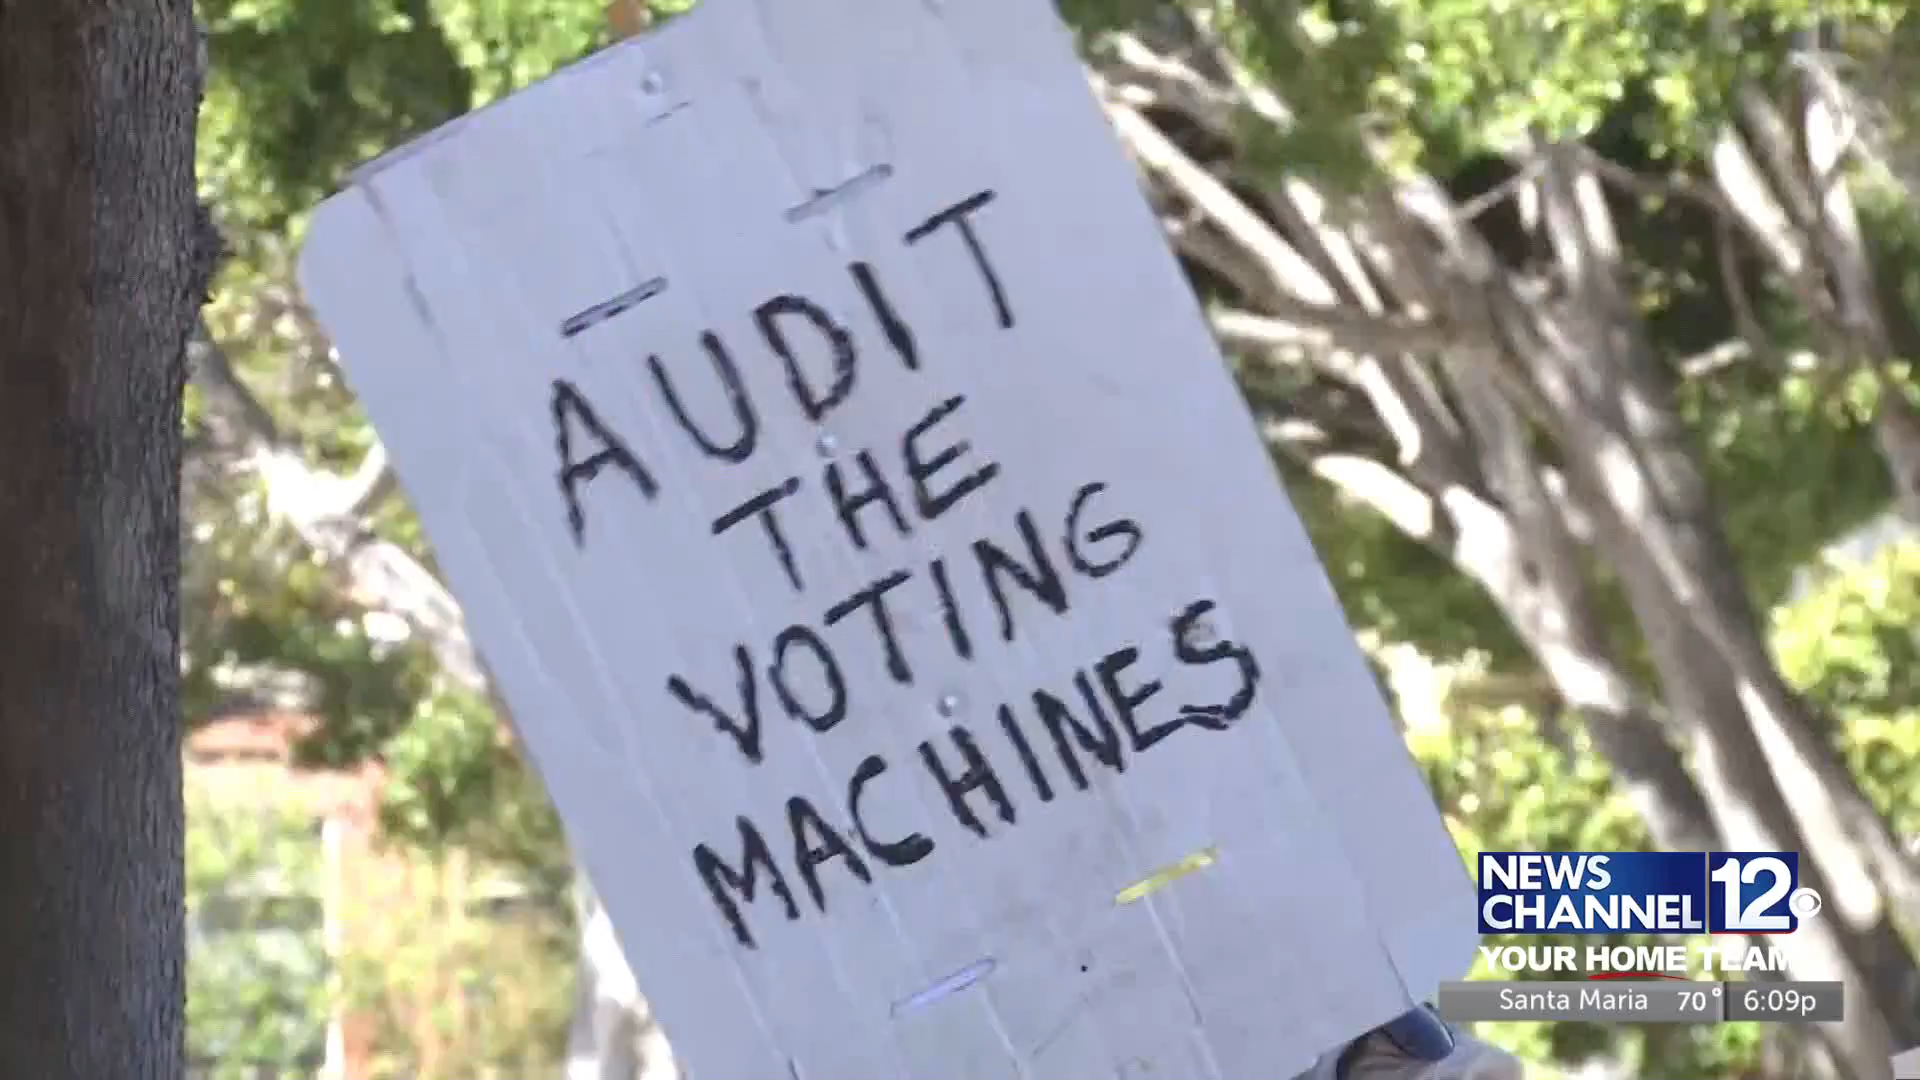 AUDIT
THE
VOTING
MACHINES
NEWS
CHANNEL 12
YOUR HOME TEAM
Santa Maria 70° 6:09p